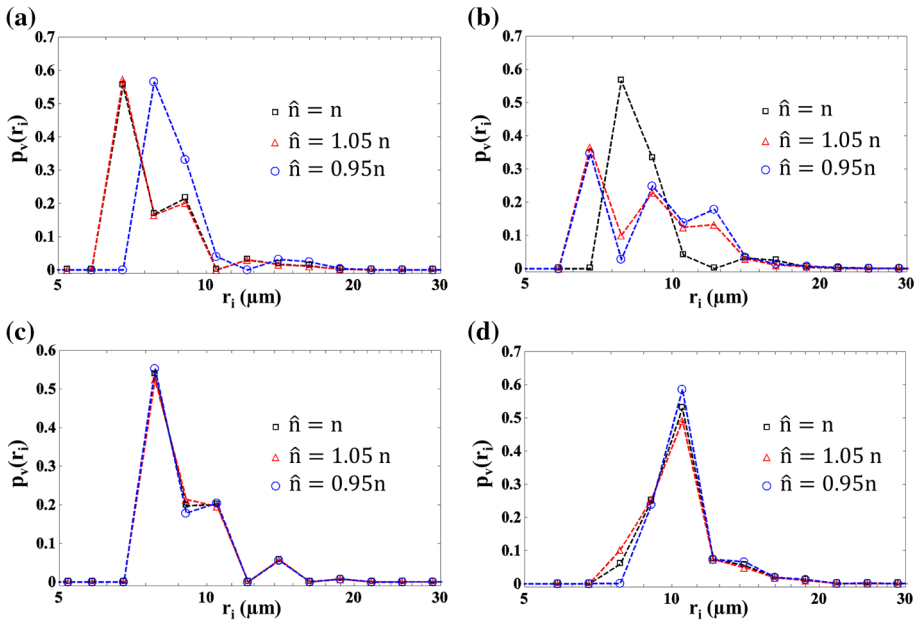 (a)
0.7
0.6
0.5
0.4
0.3
0.2
0.1
0
pᵥ(rᵢ)
n̂ = n
n̂ = 1.05 n
n̂ = 0.95n
5 10 20 30
rᵢ (μm)
(b)
0.7
0.6
0.5
0.4
0.3
0.2
0.1
0
pᵥ(rᵢ)
n̂ = n
n̂ = 1.05 n
n̂ = 0.95n
5 10 20 30
rᵢ (μm)
(c)
0.6
0.5
0.4
0.3
0.2
0.1
0
pᵥ(rᵢ)
n̂ = n
n̂ = 1.05 n
n̂ = 0.95n
5 10 20 30
rᵢ (μm)
(d)
0.7
0.6
0.5
0.4
0.3
0.2
0.1
0
pᵥ(rᵢ)
n̂ = n
n̂ = 1.05 n
n̂ = 0.95n
5 10 20 30
rᵢ (μm)